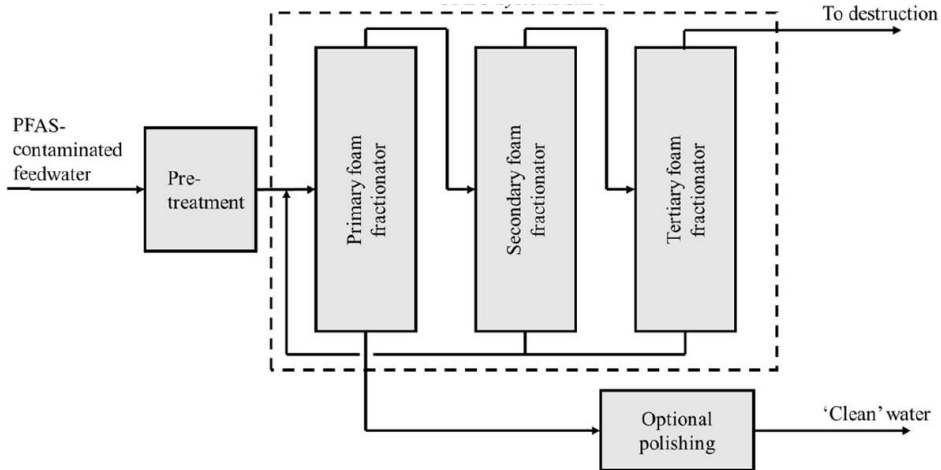 To destruction
PFAS-
contaminated
feedwater
Pre-
treatment
Primary foam
fractionator
Secondary foam
fractionator
Tertiary foam
fractionator
Optional
polishing
‘Clean’ water